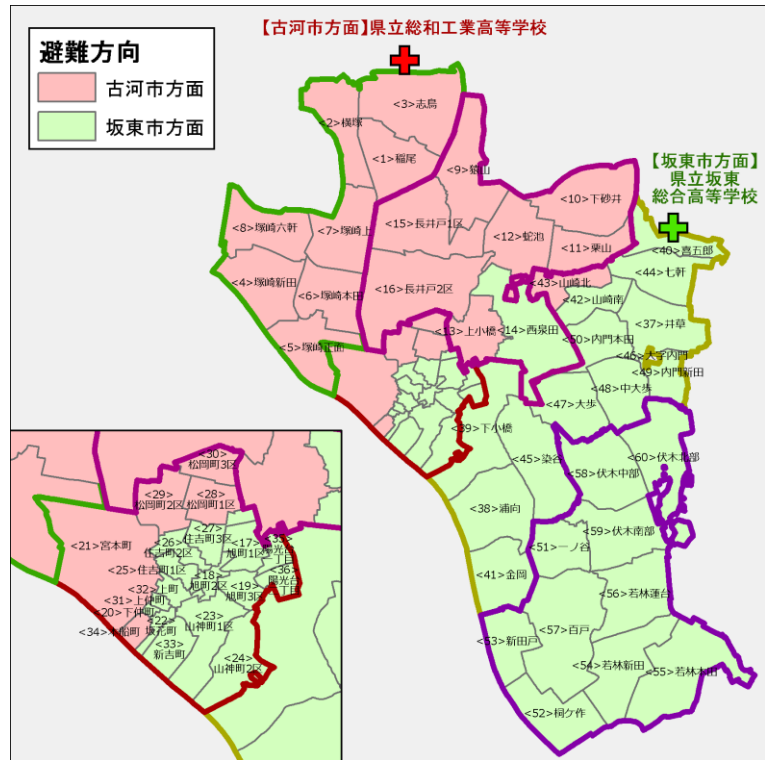 【古河市方面】県立総和工業高等学校
避難方向
古河市方面
坂東市方面
【坂東市方面】
県立坂東
総合高等学校
<3>志鳥
<2>横塚
<1>稲尾
<9>猿山
<10>下砂井
<15>長井戸1区
<8>塚崎六軒
<7>塚崎上
<12>蛇池
<11>栗山
<40>喜五郎
<44>七軒
<4>塚崎新田
<6>塚崎本田
<16>長井戸2区
<43>山崎北
<42>山崎南
<5>塚崎正面
<13>上小橋
<14>西泉田
<37>井草
<50>内門本田
<46>大字内門
<49>内門新田
<48>中大歩
<47>大歩
<39>下小橋
<45>染谷
<60>伏木北部
<58>伏木中部
<38>浦向
<59>伏木南部
<51>一ノ谷
<41>金岡
<56>若林蓮台
<53>新田戸
<57>百戸
<54>若林新田
<55>若林本田
<52>桐ケ作
<30>
松岡町3区
<29>
松岡町2区
<28>
松岡町1区
<27>
住吉町3区
<21>宮本町
<26>
住吉町2区
<17>
旭町1区
<35>
<25>住吉町1区
<18>
旭町2区
<36>
陽光台
<32>上町
<19>
旭町3区
<31>上仲町
<20>下仲町
<22>
<23>
山神町1区
<34>本船町
<33>
新吉町
<24>
山神町2区